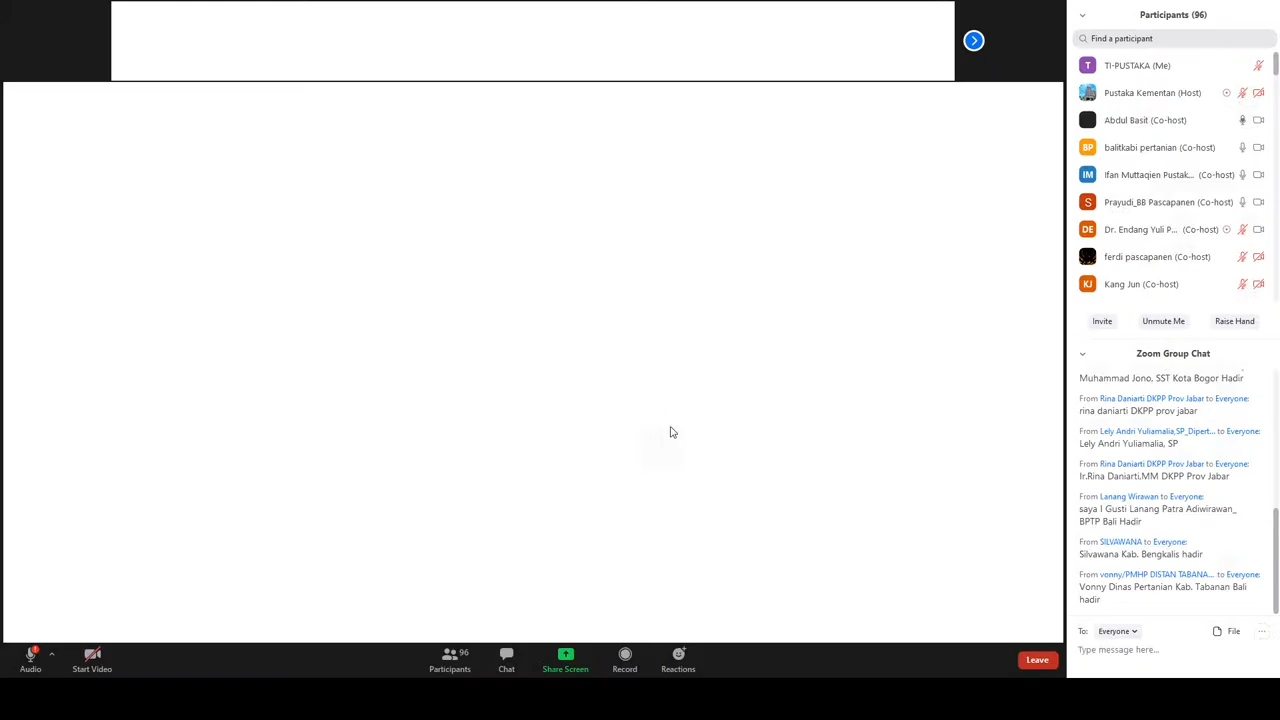 Participants (96)
Find a participant
T TI-PUSTAKA (Me)
Pustaka Kementan (Host)
Abdul Basit (Co-host)
BP balitkabi pertanian (Co-host)
IM Ifan Muttaqien Pustak... (Co-host)
S Prayudi_BB Pascapanen (Co-host)
DE Dr. Endang Yuli P... (Co-host)
ferdi pascapanen (Co-host)
KJ Kang Jun (Co-host)
Invite Unmute Me Raise Hand
Zoom Group Chat
Muhammad Jono, SST Kota Bogor Hadir
From Rina Daniarti DKPP Prov Jabar to Everyone:
rina daniarti DKPP prov jabar
From Lely Andri Yuliamalia,SP_Dipert... to Everyone:
Lely Andri Yuliamalia, SP
From Rina Daniarti DKPP Prov Jabar to Everyone:
Ir.Rina Daniarti,MM DKPP Prov Jabar
From Lanang Wirawan to Everyone:
saya I Gusti Lanang Patra Adiwirawan_
BPTP Bali Hadir
From SILVAWANA to Everyone:
Silvawana Kab. Bengkalis hadir
From vonny/PMHP DISTAN TABANA... to Everyone:
Vonny Dinas Pertanian Kab. Tabanan Bali
hadir
To: Everyone File ...
Type message here...
Audio Start Video Participants 96 Chat Share Screen Record Reactions Leave